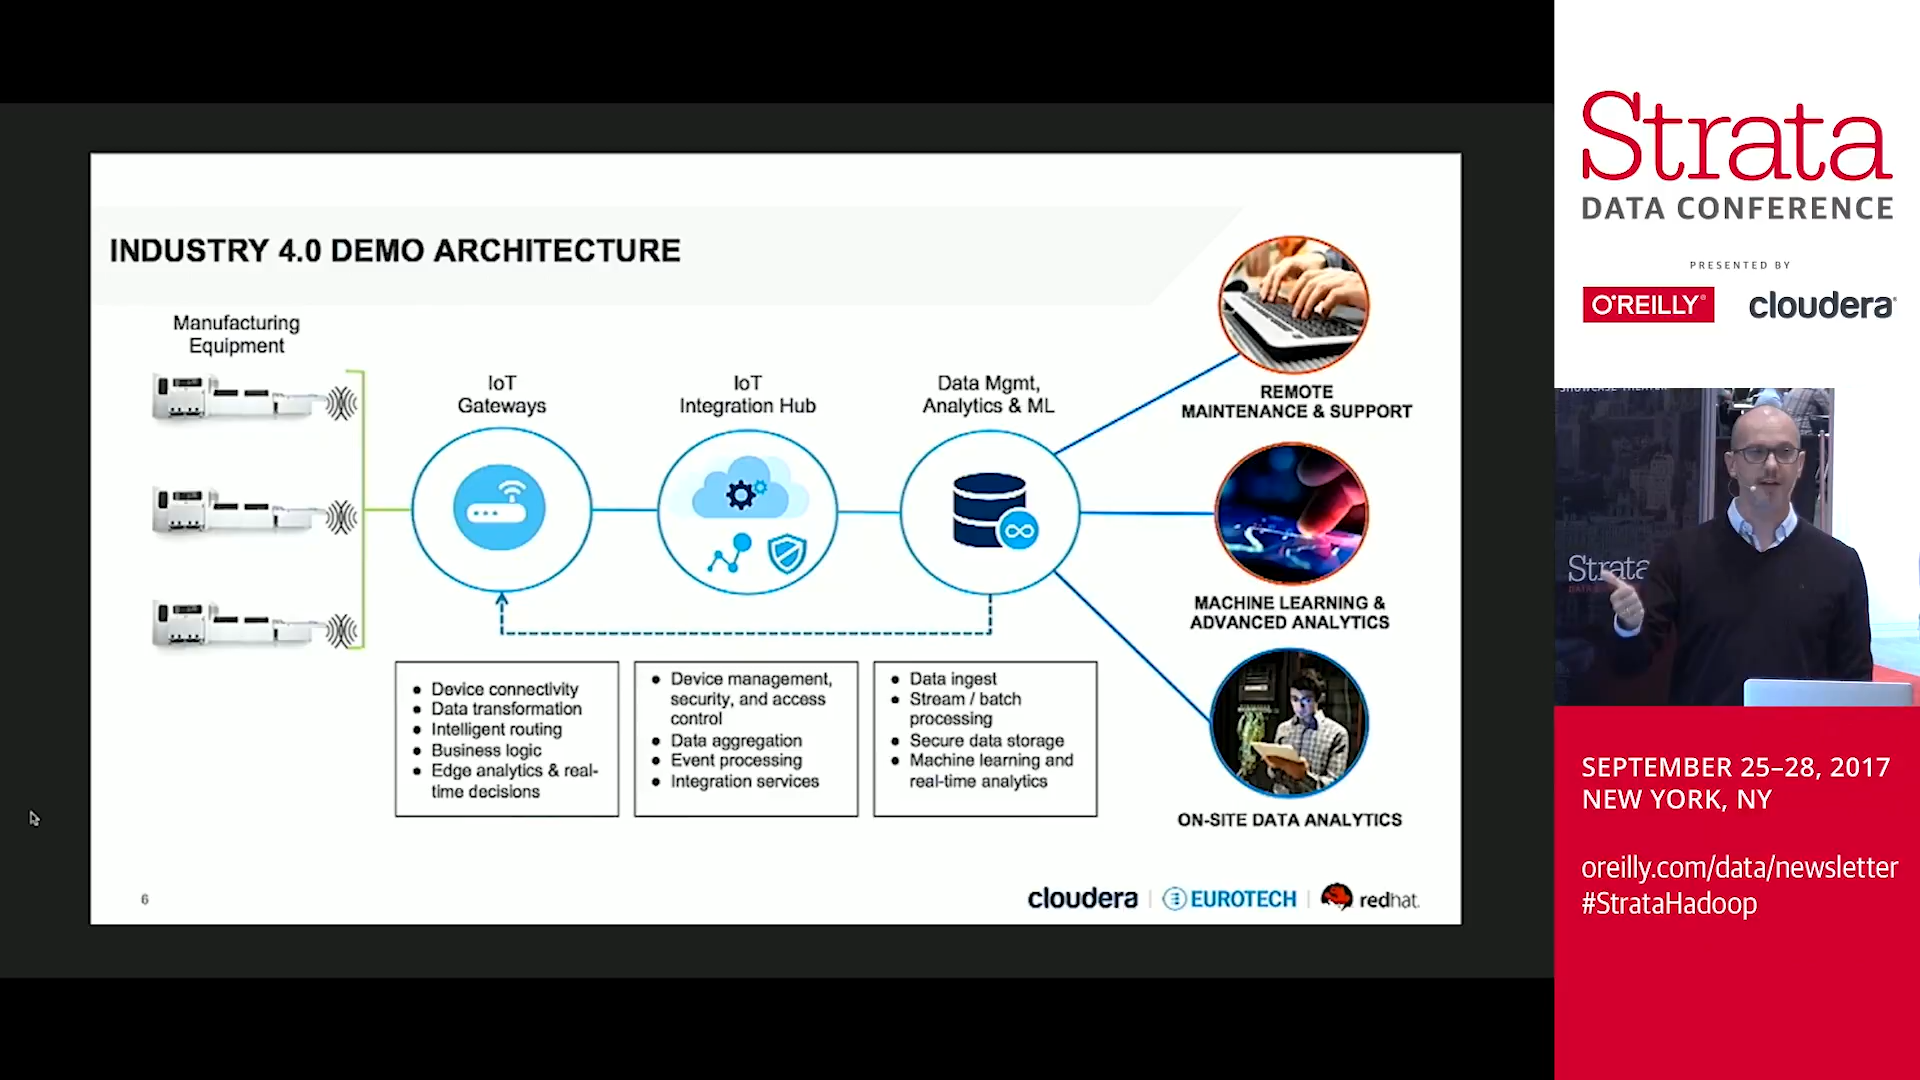 INDUSTRY 4.0 DEMO ARCHITECTURE
Manufacturing
Equipment
IoT
Gateways
IoT
Integration Hub
Data Mgmt,
Analytics & ML
REMOTE
MAINTENANCE & SUPPORT
MACHINE LEARNING &
ADVANCED ANALYTICS
ON-SITE DATA ANALYTICS
● Device connectivity
● Data transformation
● Intelligent routing
● Business logic
● Edge analytics & real-
time decisions
● Device management,
security, and access
control
● Data aggregation
● Event processing
● Integration services
● Data ingest
● Stream / batch
processing
● Secure data storage
● Machine learning and
real-time analytics
6
cloudera
EUROTECH
redhat.
Strata
DATA CONFERENCE
PRESENTED BY
O'REILLY®
cloudera®
Strata
SEPTEMBER 25–28, 2017
NEW YORK, NY
oreilly.com/data/newsletter
#StrataHadoop